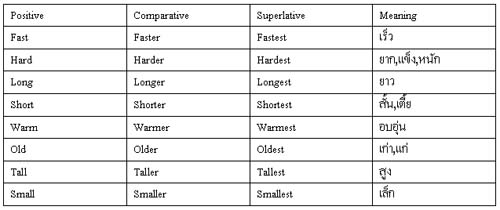 Positive Comparative Superlative Meaning
Fast Faster Fastest เร็ว
Hard Harder Hardest ยาก,แข็ง,หนัก
Long Longer Longest ยาว
Short Shorter Shortest สั้น,เตี้ย
Warm Warmer Warmest อบอุ่น
Old Older Oldest เก่า,แก่
Tall Taller Tallest สูง
Small Smaller Smallest เล็ก